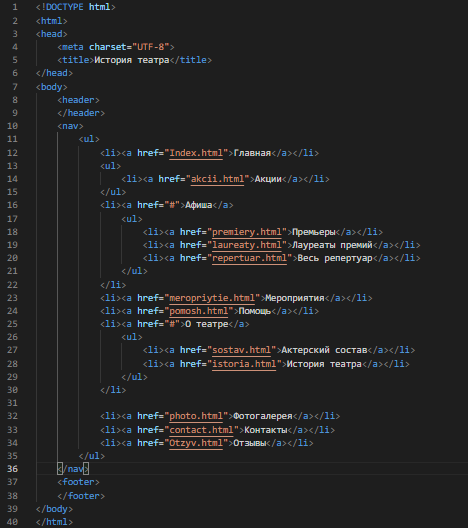 1 <!DOCTYPE html>
2 <html>
3 <head>
4     <meta charset="UTF-8">
5     <title>История театра</title>
6 </head>
7 <body>
8     <header>
9     </header>
10     <nav>
11         <ul>
12             <li><a href="Index.html">Главная</a></li>
13             <ul>
14                 <li><a href="akcii.html">Акции</a></li>
15             </ul>
16             <li><a href="#">Афиша</a>
17                 <ul>
18                     <li><a href="premiery.html">Премьеры</a></li>
19                     <li><a href="laureaty.html">Лауреаты премий</a></li>
20                     <li><a href="repertuar.html">Весь репертуар</a></li>
21                 </ul>
22             </li>
23             <li><a href="meropriytie.html">Мероприятия</a></li>
24             <li><a href="pomosh.html">Помощь</a></li>
25             <li><a href="#">О театре</a>
26                 <ul>
27                     <li><a href="sostav.html">Актерский состав</a></li>
28                     <li><a href="istoria.html">История театра</a></li>
29                 </ul>
30             </li>
31
32             <li><a href="photo.html">Фотогалерея</a></li>
33             <li><a href="contact.html">Контакты</a></li>
34             <li><a href="Otzyv.html">Отзывы</a></li>
35         </ul>
36     </nav>
37     <footer>
38     </footer>
39 </body>
40 </html>